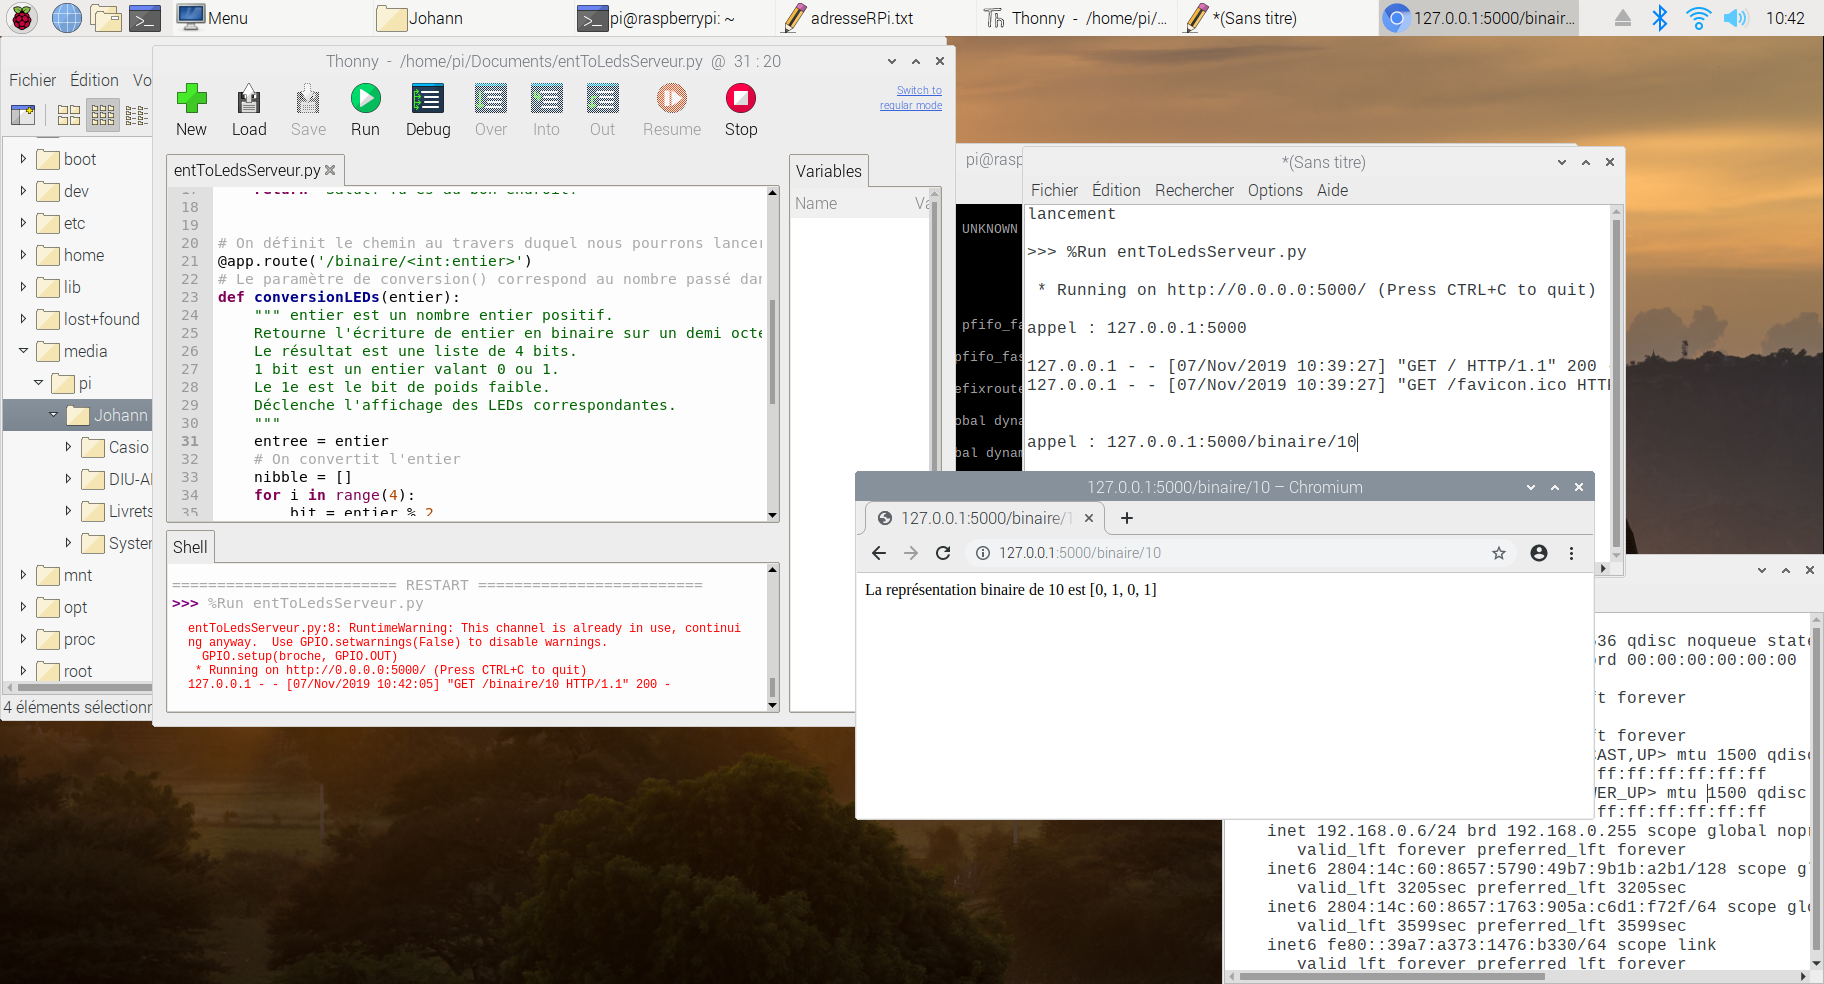 Menu
Johann
pi@raspberrypi: ~
adresseRPi.txt
Thonny - /home/pi/...
*(Sans titre)
127.0.0.1:5000/binair...
10:42
Fichier Édition Vo
boot
dev
etc
home
lib
lost+found
media
pi
Johann
Casio
DIU-A
Livrets
Syster
mnt
opt
proc
root
4 éléments sélectionn
Thonny - /home/pi/Documents/entToLedsServeur.py @ 31 : 20
New
Load
Save
Run
Debug
Over
Into
Out
Resume
Stop
Switch to
regular mode
entToLedsServeur.py
18
19
20 # On définit le chemin au travers duquel nous pourrons lancer
21 @app.route('/binaire/<int:entier>')
22 # Le paramètre de conversion() correspond au nombre passé dan
23 def conversionLEDs(entier):
24 """ entier est un nombre entier positif.
25 Retourne l'écriture de entier en binaire sur un demi octe
26 Le résultat est une liste de 4 bits.
27 1 bit est un entier valant 0 ou 1.
28 Le 1e est le bit de poids faible.
29 Déclenche l'affichage des LEDs correspondantes.
30 """
31 entree = entier
32 # On convertit l'entier
33 nibble = []
34 for i in range(4):
35 bit = entier % 2
Variables
Name Va
Shell
========================= RESTART =========================
>>> %Run entToLedsServeur.py
entToLedsServeur.py:8: RuntimeWarning: This channel is already in use, continui
ng anyway. Use GPIO.setwarnings(False) to disable warnings.
GPIO.setup(broche, GPIO.OUT)
* Running on http://0.0.0.0:5000/ (Press CTRL+C to quit)
127.0.0.1 - - [07/Nov/2019 10:42:05] "GET /binaire/10 HTTP/1.1" 200 -
pi@rasp
UNKNOWN
pfifo_fa
pfifo_fas
efixroute
obal dyna
bal dynam
*(Sans titre)
Fichier Édition Rechercher Options Aide
lancement
>>> %Run entToLedsServeur.py
* Running on http://0.0.0.0:5000/ (Press CTRL+C to quit)
appel : 127.0.0.1:5000
127.0.0.1 - - [07/Nov/2019 10:39:27] "GET / HTTP/1.1" 200
127.0.0.1 - - [07/Nov/2019 10:39:27] "GET /favicon.ico HTTP
appel : 127.0.0.1:5000/binaire/10
127.0.0.1:5000/binaire/10 – Chromium
127.0.0.1:5000/binaire/1
127.0.0.1:5000/binaire/10
La représentation binaire de 10 est [0, 1, 0, 1]
36 qdisc noqueue state
rd 00:00:00:00:00:00
t forever
t forever
AST,UP> mtu 1500 qdisc
ff:ff:ff:ff:ff:ff
WER_UP> mtu 1500 qdisc
ff:ff:ff:ff:ff:ff
inet 192.168.0.6/24 brd 192.168.0.255 scope global nopr
valid_lft forever preferred_lft forever
inet6 2804:14c:60:8657:5790:49b7:9b1b:a2b1/128 scope g
valid_lft 3205sec preferred_lft 3205sec
inet6 2804:14c:60:8657:1763:905a:c6d1:f72f/64 scope glo
valid_lft 3599sec preferred_lft 3599sec
inet6 fe80::39a7:a373:1476:b330/64 scope link
valid_lft forever preferred_lft forever